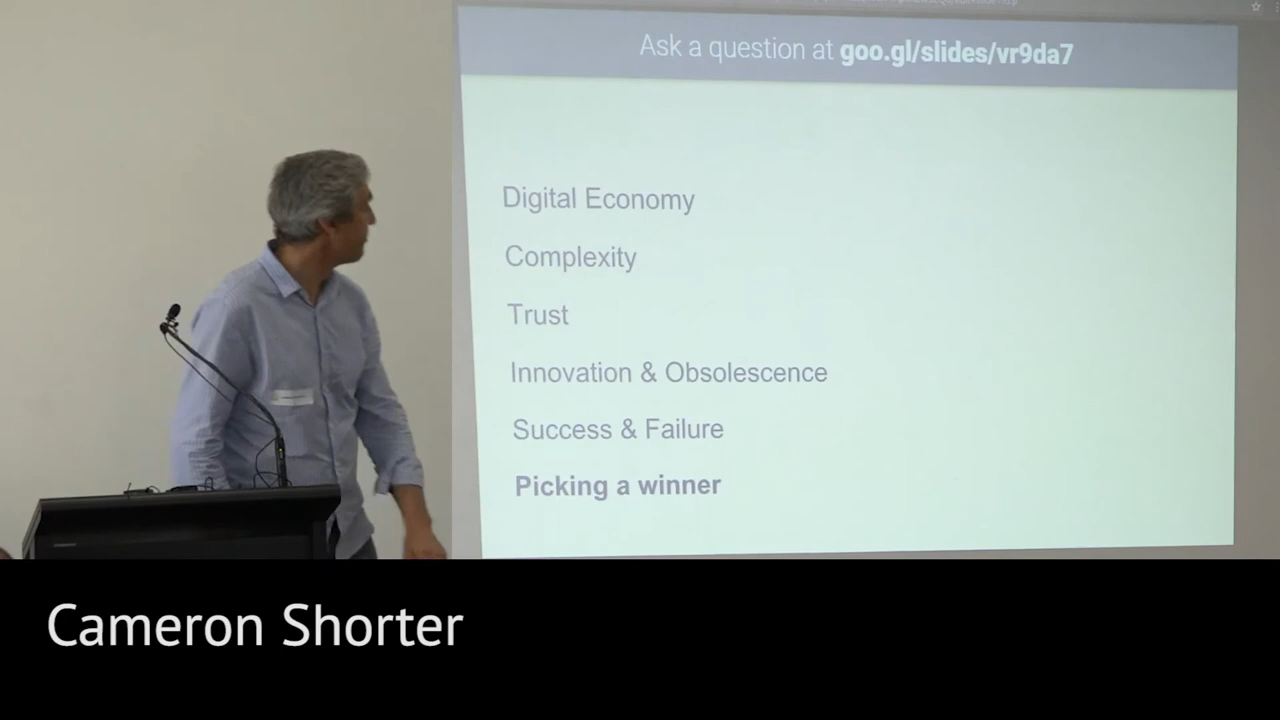 Ask a question at goo.gl/slides/vr9da7
Digital Economy
Complexity
Trust
Innovation & Obsolescence
Success & Failure
Picking a winner
Cameron Shorter